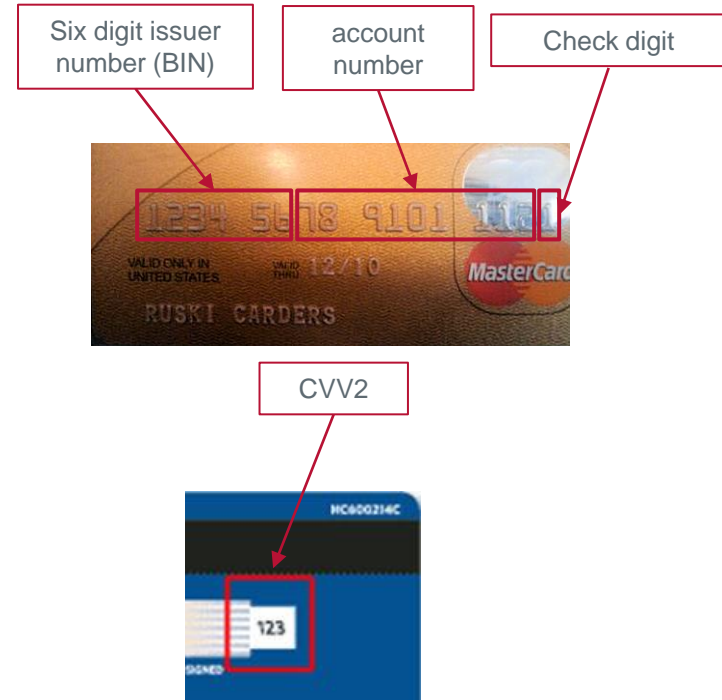 Six digit issuer
number (BIN)
account
number
Check digit
1234 5678 9101 1121
VALID ONLY IN
UNITED STATES
VALID
THRU 12/10
MasterCard
RUSKI CARDERS
CVV2
MC600214C
123
SIGNED